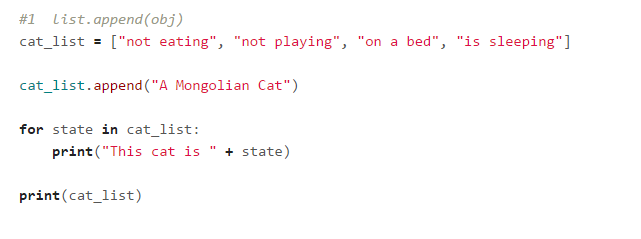 #1  list.append(obj)
cat_list = ["not eating", "not playing", "on a bed", "is sleeping"]
cat_list.append("A Mongolian Cat")
for state in cat_list:
    print("This cat is " + state)
print(cat_list)